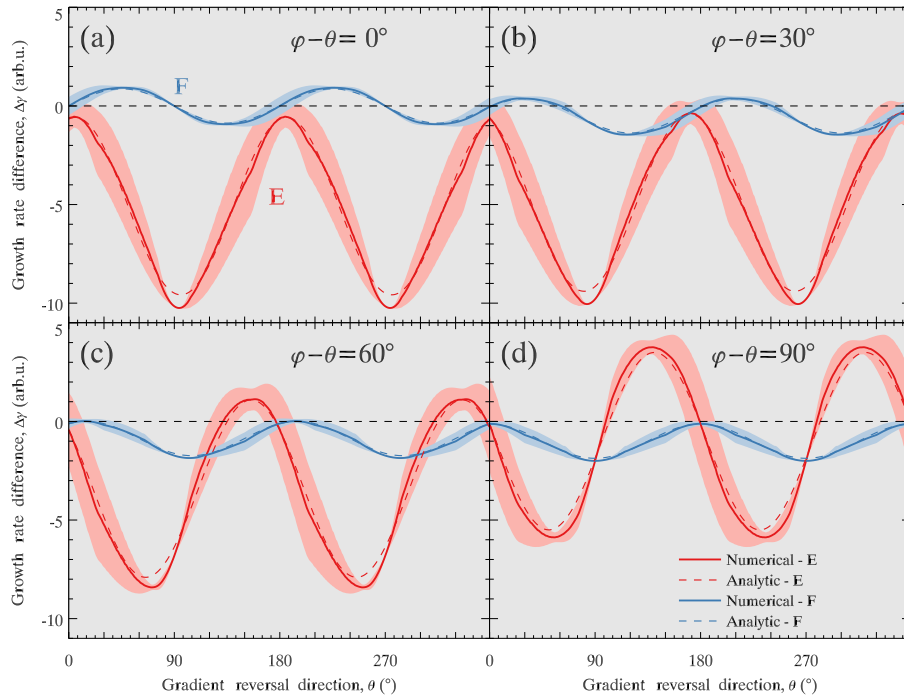 5
0
-5
-10
Growth rate difference, Δγ (arb.u.)
(a)
φ−θ= 0°
F
E
(b)
φ−θ=30°
5
0
-5
-10
Growth rate difference, Δγ (arb.u.)
(c)
φ−θ=60°
(d)
φ−θ=90°
Numerical - E
Analytic - E
Numerical - F
Analytic - F
0 90 180 270
0 90 180 270
Gradient reversal direction, θ (°)
Gradient reversal direction, θ (°)